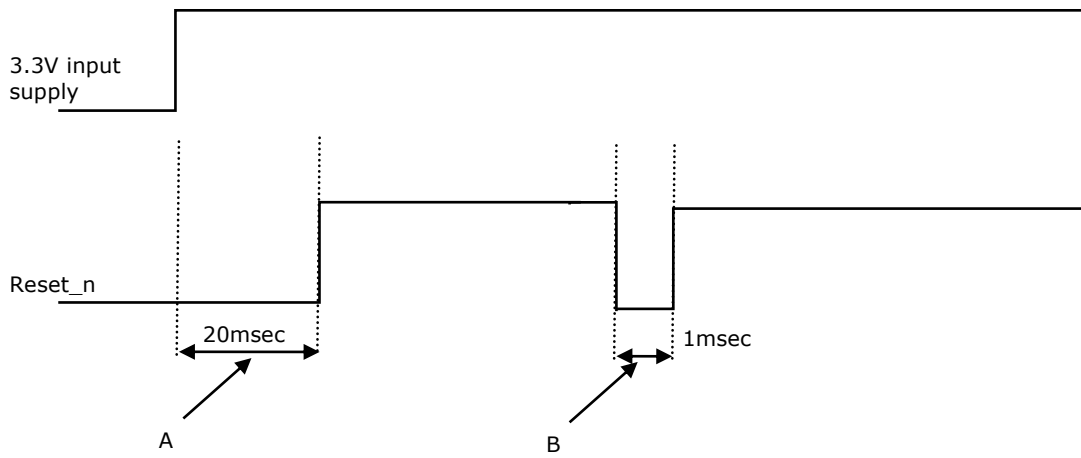 3.3V input
supply
Reset_n
20msec
1msec
A
B